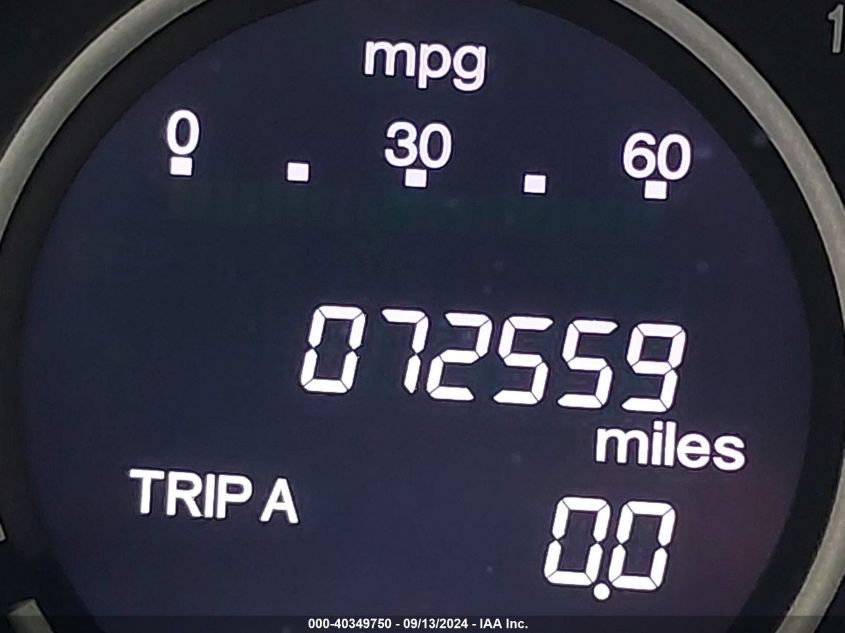 mpg
0 30 60
072559
miles
TRIP A 0.0
000-40349750 - 09/13/2024 - IAA Inc.